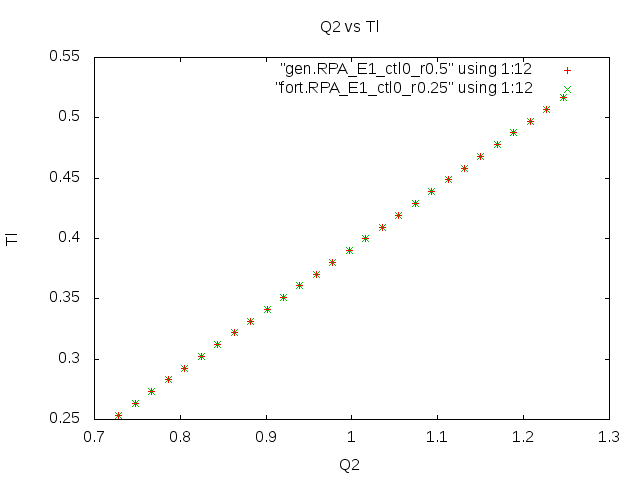 Q2 vs Tl
"gen.RPA_E1_ctl0_r0.5" using 1:12
"fort.RPA_E1_ctl0_r0.25" using 1:12
Tl
0.55
0.5
0.45
0.4
0.35
0.3
0.25
0.7 0.8 0.9 1 1.1 1.2 1.3
Q2